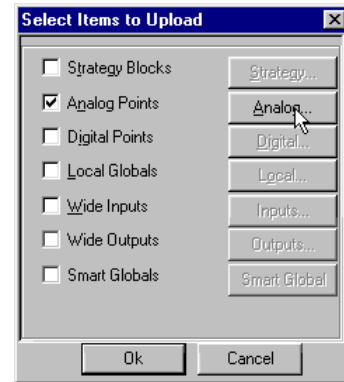 Select Items to Upload
Strategy Blocks Strategy...
Analog Points Analog...
Digital Points Digital...
Local Globals Local...
Wide Inputs Inputs...
Wide Outputs Outputs...
Smart Globals Smart Global
Ok Cancel